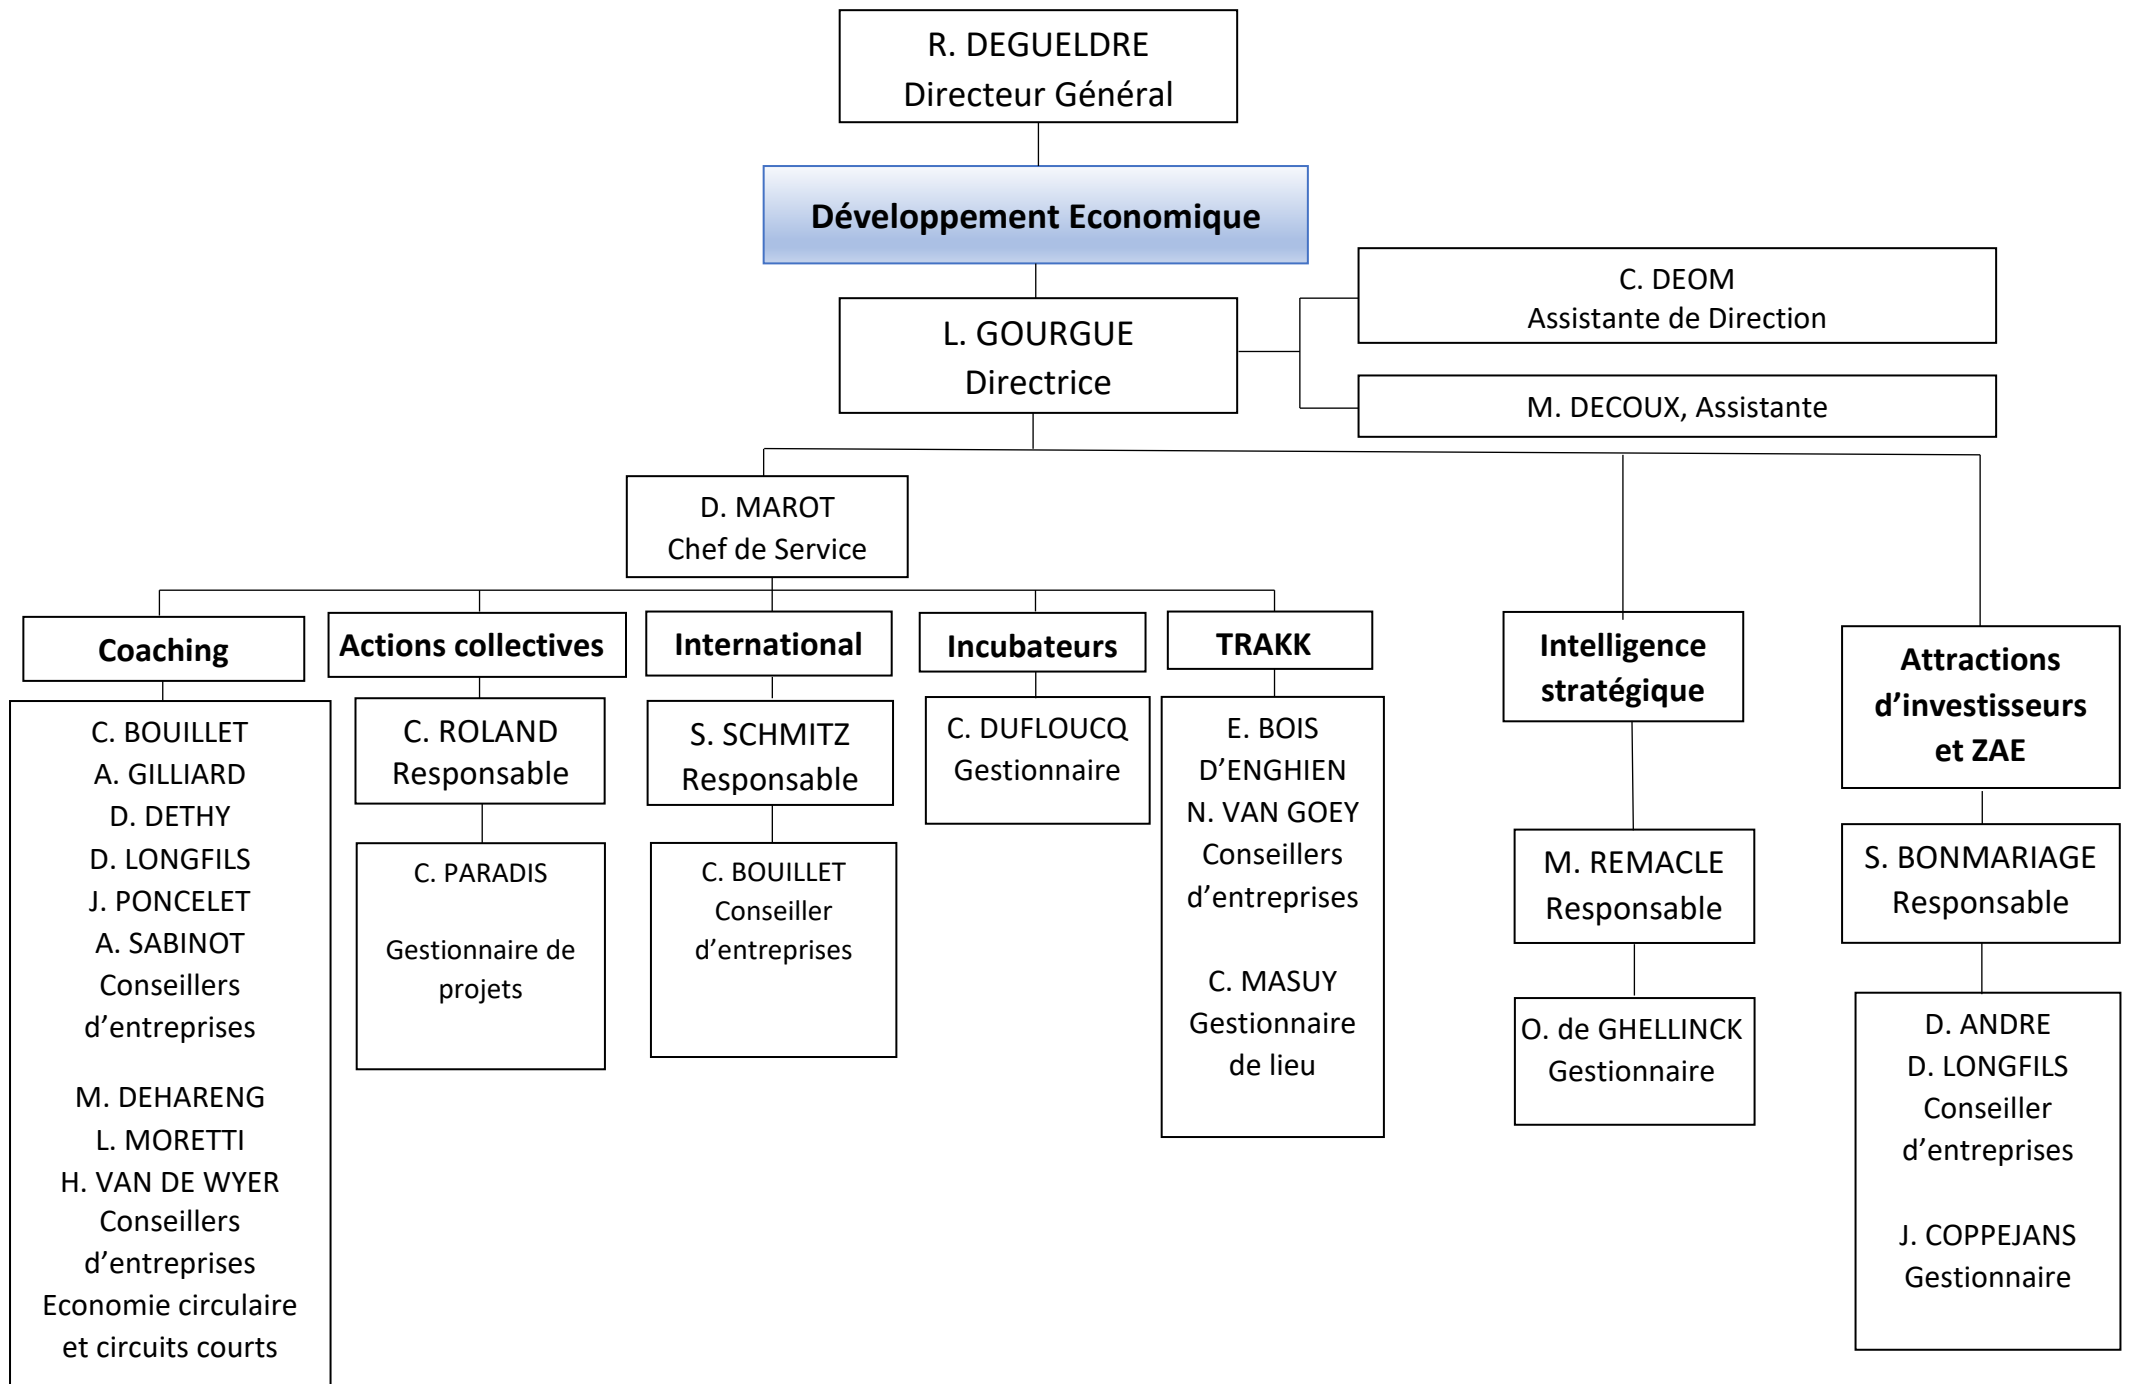 R. DEGUELDRE
Directeur Général
Développement Economique
L. GOURGUE
Directrice
C. DEOM
Assistante de Direction
M. DECOUX, Assistante
D. MAROT
Chef de Service
Coaching
C. BOUILLET
A. GILLIARD
D. DETHY
D. LONGFILS
J. PONCELET
A. SABINOT
Conseillers
d’entreprises
M. DEHARENG
L. MORETTI
H. VAN DE WYER
Conseillers
d’entreprises
Economie circulaire
et circuits courts
Actions collectives
C. ROLAND
Responsable
C. PARADIS
Gestionnaire de
projets
International
S. SCHMITZ
Responsable
C. BOUILLET
Conseiller
d’entreprises
Incubateurs
C. DUFLOUCQ
Gestionnaire
TRAKK
E. BOIS
D’ENGHIEN
N. VAN GOEY
Conseillers
d’entreprises
C. MASUY
Gestionnaire
de lieu
Intelligence
stratégique
M. REMACLE
Responsable
O. de GHELLINCK
Gestionnaire
Attractions
d’investisseurs
et ZAE
S. BONMARIAGE
Responsable
D. ANDRE
D. LONGFILS
Conseiller
d’entreprises
J. COPPEJANS
Gestionnaire